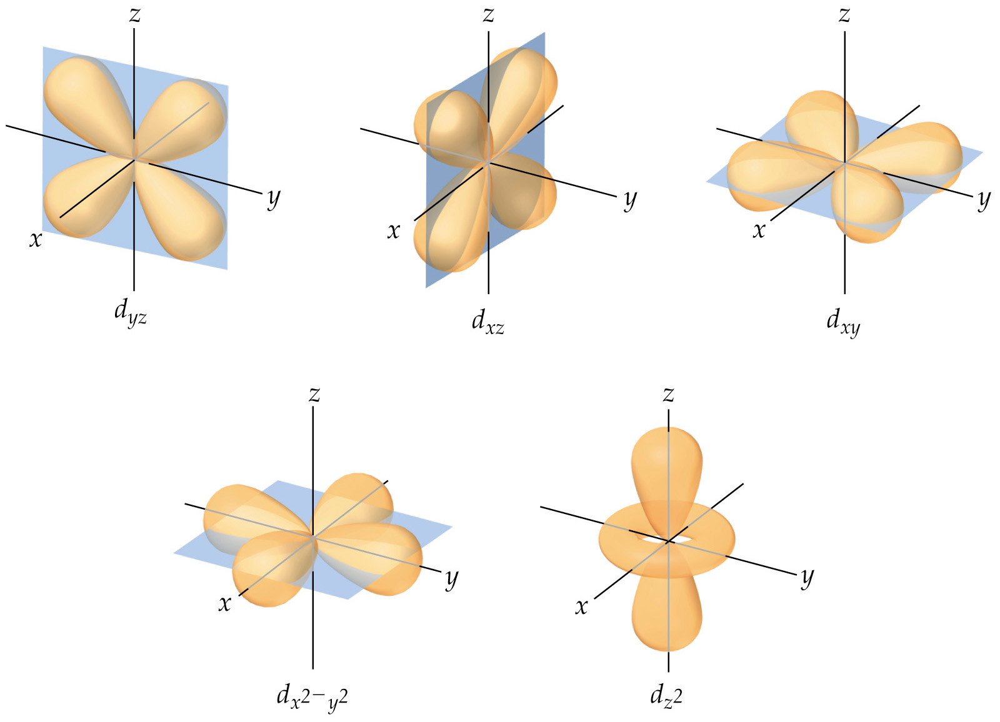 z z z
y y y
x x x
d_yz d_xz d_xy
z z
y y
x x
d_x2−y2 d_z2